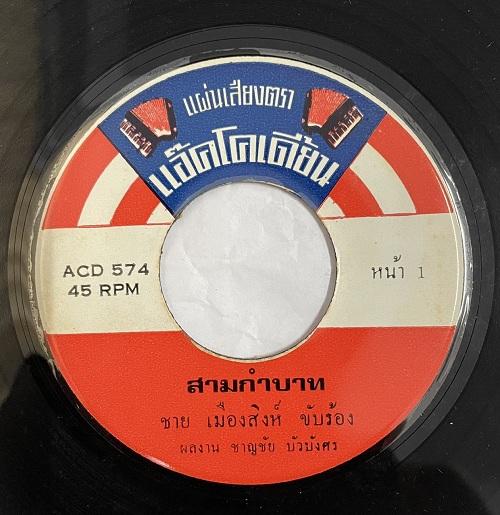 แผ่นเสียงตรา
แอ๊คโคเดี้ยน
ACD 574
45 RPM
หน้า 1
สามกำบาท
ชาย เมืองสิงห์ ขับร้อง
ผลงาน ชาญชัย บัวบังศร